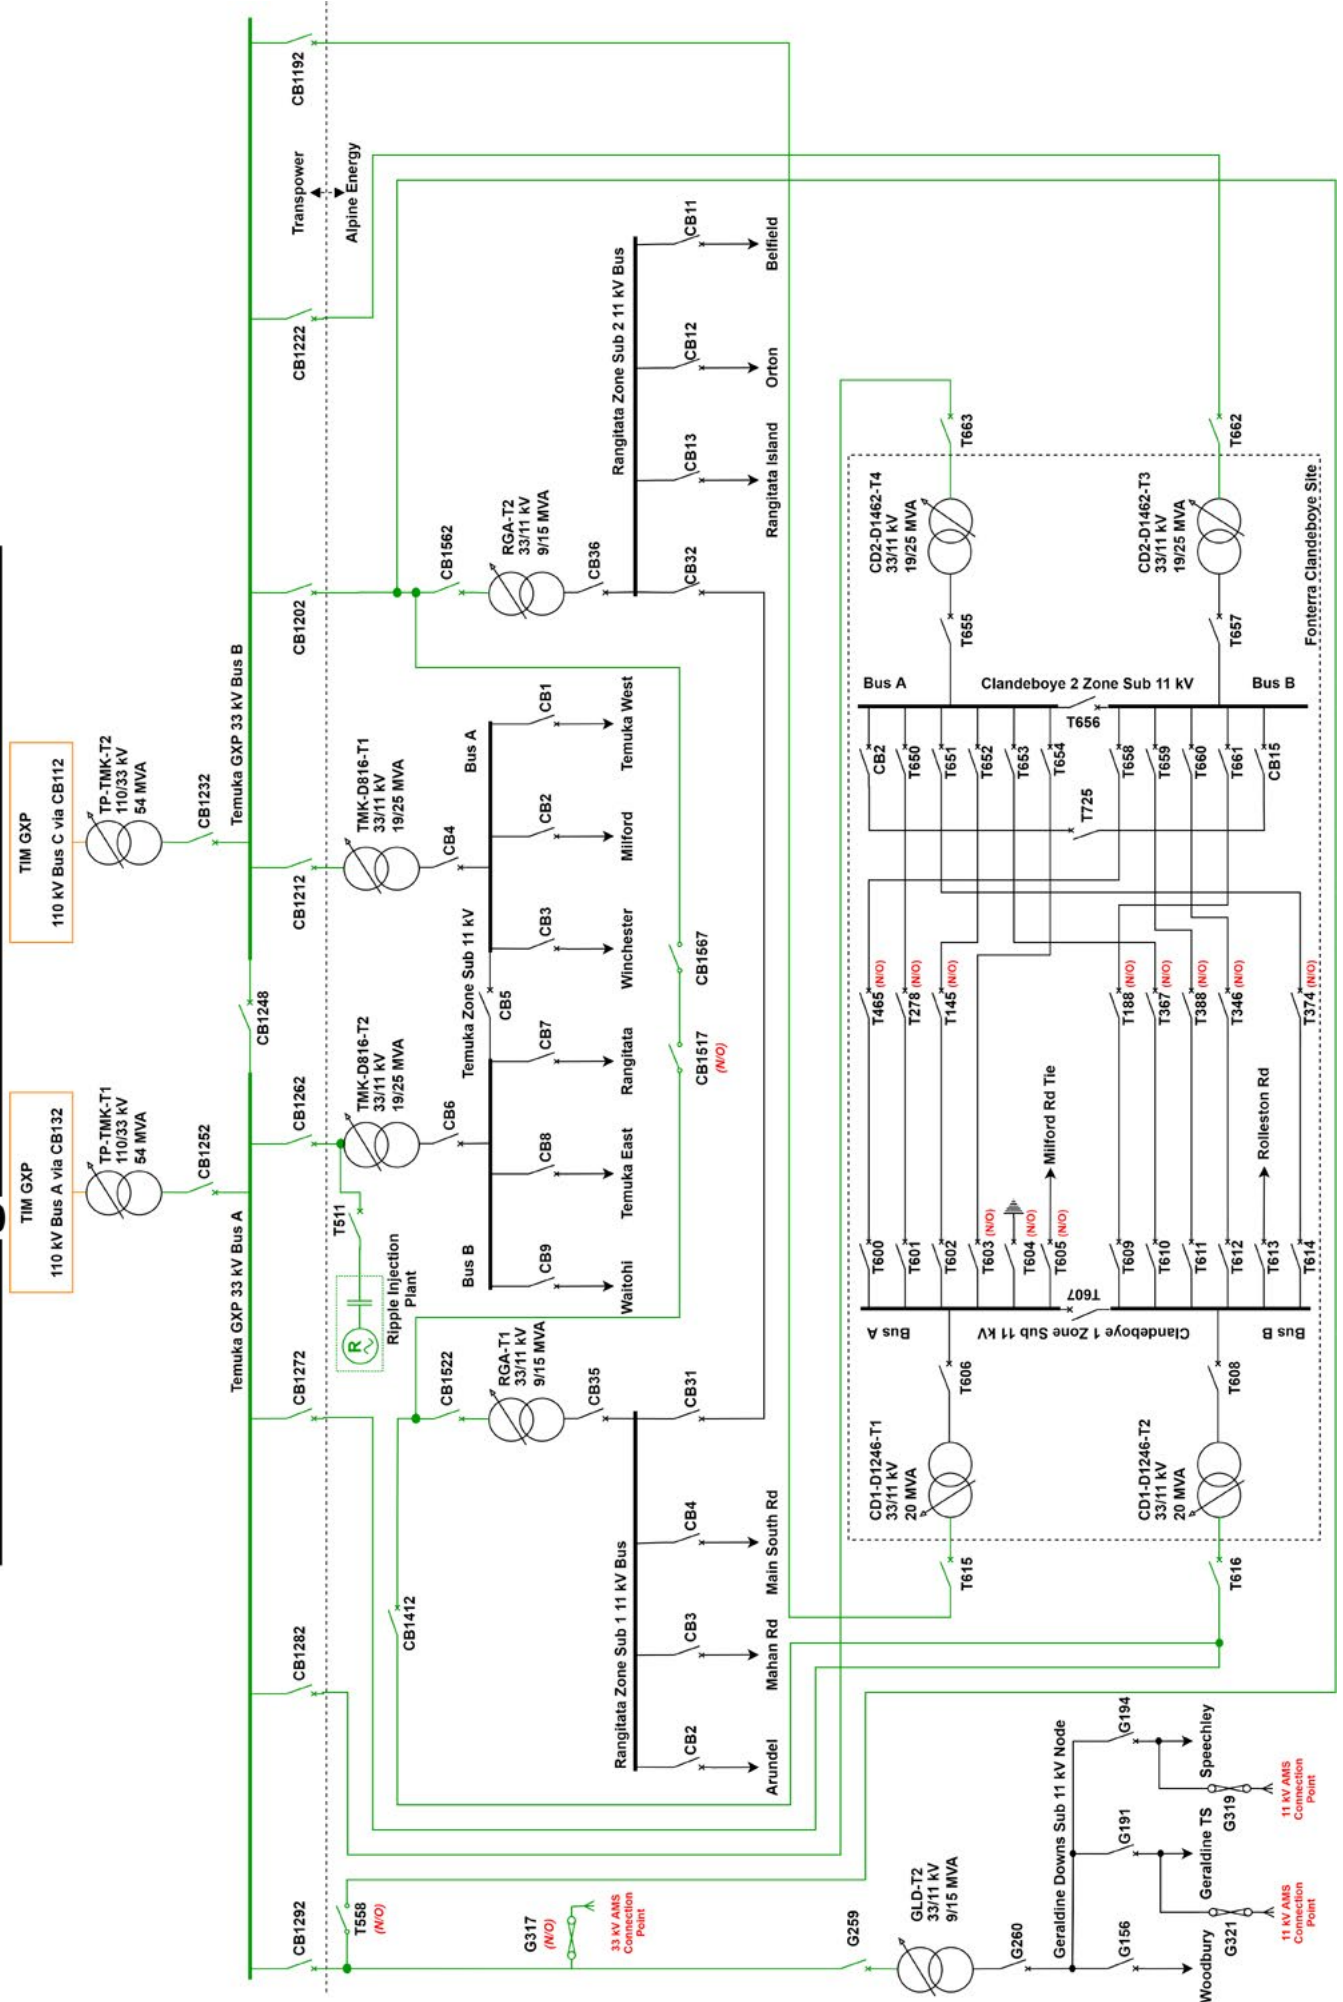 TIM GXP
110 kV Bus A via CB132
TIM GXP
110 kV Bus C via CB112
TP-TMK-T1
110/33 kV
54 MVA
TP-TMK-T2
110/33 kV
54 MVA
CB1252
CB1232
Temuka GXP 33 kV Bus A
CB1248
Temuka GXP 33 kV Bus B
CB1292
CB1282
CB1272
CB1262
CB1212
CB1202
CB1222
CB1192
Transpower
Alpine Energy
T558
(N/O)
T511
R
Ripple Injection
Plant
TMK-D816-T2
33/11 kV
19/25 MVA
TMK-D816-T1
33/11 kV
19/25 MVA
CB6
CB4
Bus B
Temuka Zone Sub 11 kV
Bus A
CB5
CB9
CB8
CB7
CB3
CB2
CB1
Waitohi
Temuka East
Rangitata
Winchester
Milford
Temuka West
CB1412
CB1522
CB1562
RGA-T1
33/11 kV
9/15 MVA
RGA-T2
33/11 kV
9/15 MVA
CB35
CB36
G317
(N/O)
33 kV AMS
Connection
Point
Rangitata Zone Sub 1 11 kV Bus
Rangitata Zone Sub 2 11 kV Bus
CB2
CB3
CB4
CB31
CB1517
(N/O)
CB1567
CB32
CB13
CB12
CB11
Arundel
Mahan Rd
Main South Rd
Rangitata Island
Orton
Belfield
G259
GLD-T2
33/11 kV
9/15 MVA
G260
Geraldine Downs Sub 11 kV Node
G156
G191
G194
Woodbury
Geraldine TS
Speechley
G321
G319
11 kV AMS
Connection
Point
11 kV AMS
Connection
Point
CD1-D1246-T1
33/11 kV
20 MVA
T615
T606
CD1-D1246-T2
33/11 kV
20 MVA
T616
T608
Bus A
Clandeboye 1 Zone Sub 11 kV
Bus B
T607
T600
T601
T602
T603 (N/O)
T604 (N/O)
T605 (N/O)
T609
T610
T611
T612
T613
T614
Milford Rd Tie
Rolleston Rd
T465 (N/O)
T278 (N/O)
T145 (N/O)
T188 (N/O)
T367 (N/O)
T388 (N/O)
T346 (N/O)
T374 (N/O)
T725
CB2
T650
T651
T652
T653
T654
T658
T659
T660
T661
CB15
Bus A
Clandeboye 2 Zone Sub 11 kV
Bus B
T656
T655
T657
CD2-D1462-T4
33/11 kV
19/25 MVA
CD2-D1462-T3
33/11 kV
19/25 MVA
T663
T662
Fonterra Clandeboye Site